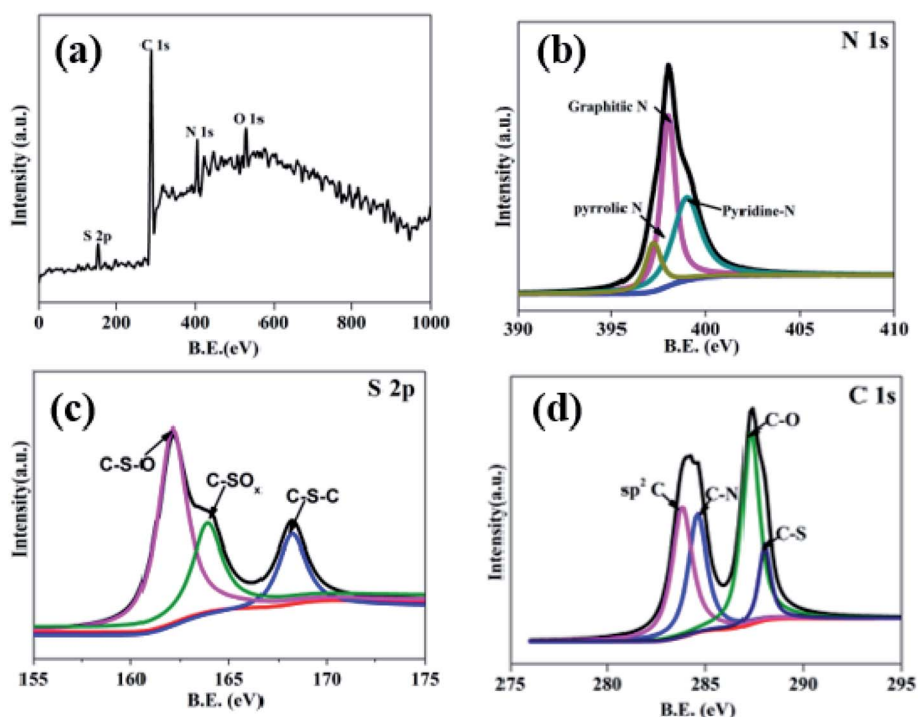 (a)
C 1s
N 1s
O 1s
S 2p
Intensity (a.u.)
0 200 400 600 800 1000
B.E.(eV)
(b)
N 1s
Graphitic N
pyrrolic N
Pyridine-N
Intensity (a.u.)
390 395 400 405 410
B.E. (eV)
(c)
S 2p
C-S-O
C-SOx
C-S-C
Intensity(a.u.)
155 160 165 170 175
B.E. (eV)
(d)
C 1s
C-O
sp² C
C-N
C-S
Intensity(a.u.)
275 280 285 290 295
B.E. (eV)